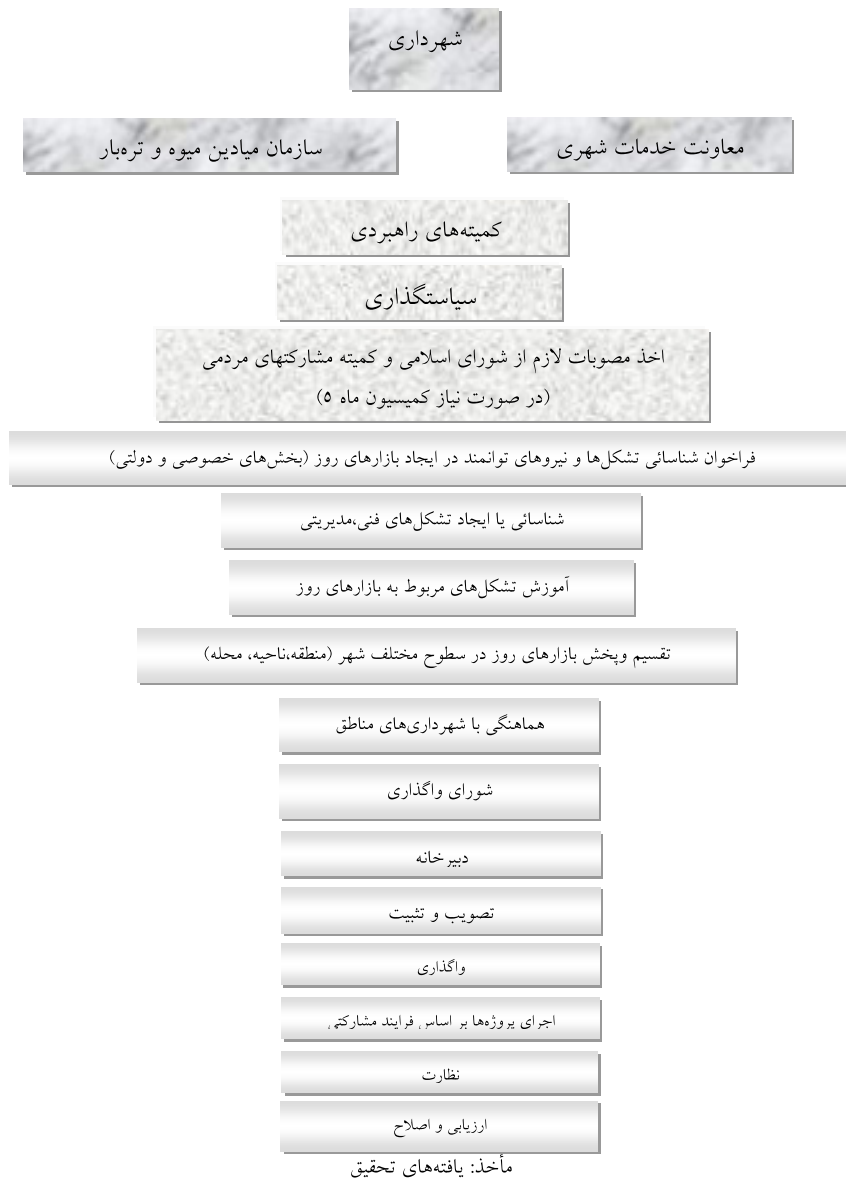 شهرداری
معاونت خدمات شهری
سازمان میادین میوه و تره‌بار
کمیته‌های راهبردی
سیاستگذاری
اخذ مصوبات لازم از شورای اسلامی و کمیته مشارکتهای مردمی
(در صورت نیاز کمیسیون ماه ۵)
فراخوان شناسائی تشکل‌ها و نیروهای توانمند در ایجاد بازارهای روز (بخش‌های خصوصی و دولتی)
شناسائی یا ایجاد تشکل‌های فنی،مدیریتی
آموزش تشکل‌های مربوط به بازارهای روز
تقسیم وپخش بازارهای روز در سطوح مختلف شهر (منطقه،ناحیه، محله)
هماهنگی با شهرداری‌های مناطق
شورای واگذاری
دبیرخانه
تصویب و تثبیت
واگذاری
اجرای پروژه‌ها بر اساس فرایند مشارکتی
نظارت
ارزیابی و اصلاح
مأخذ: یافته‌های تحقیق